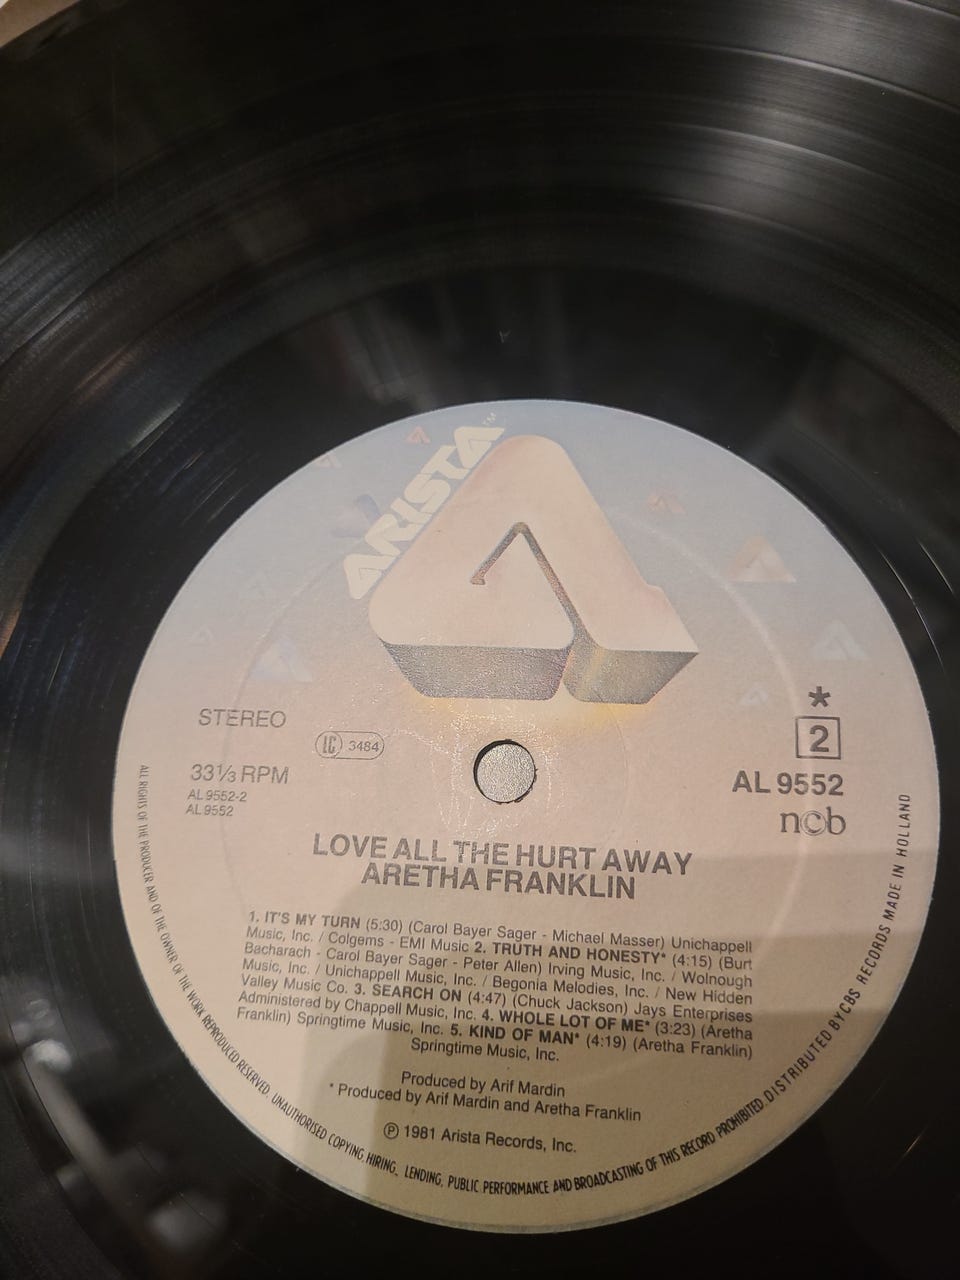 ARISTA™
STEREO
LC 3484
33⅓ RPM
AL 9552-2
AL 9552
*
2
AL 9552
ncb
LOVE ALL THE HURT AWAY
ARETHA FRANKLIN
1. IT'S MY TURN (5:30) (Carol Bayer Sager - Michael Masser) Unichappell
Music, Inc. / Colgems - EMI Music 2. TRUTH AND HONESTY* (4:15) (Burt
Bacharach - Carol Bayer Sager - Peter Allen) Irving Music, Inc. / Wolnough
Music, Inc. / Unichappell Music, Inc. / Begonia Melodies, Inc. / New Hidden
Valley Music Co. 3. SEARCH ON (4:47) (Chuck Jackson) Jays Enterprises
Administered by Chappell Music, Inc. 4. WHOLE LOT OF ME* (3:23) (Aretha
Franklin) Springtime Music, Inc. 5. KIND OF MAN* (4:19) (Aretha Franklin)
Springtime Music, Inc.
Produced by Arif Mardin
* Produced by Arif Mardin and Aretha Franklin
℗ 1981 Arista Records, Inc.
ALL RIGHTS OF THE PRODUCER AND OF THE OWNER OF THE WORK REPRODUCED RESERVED. UNAUTHORISED COPYING, HIRING, LENDING, PUBLIC PERFORMANCE AND BROADCASTING OF THIS RECORD PROHIBITED. DISTRIBUTED BY CBS RECORDS MADE IN HOLLAND